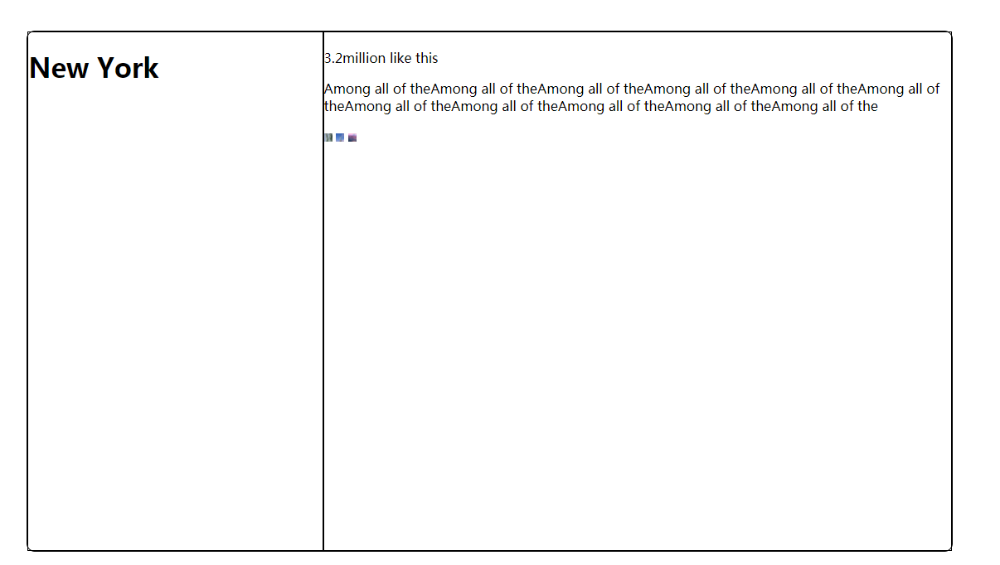 New York
3.2million like this
Among all of theAmong all of theAmong all of theAmong all of theAmong all of theAmong all of
theAmong all of theAmong all of theAmong all of theAmong all of theAmong all of the